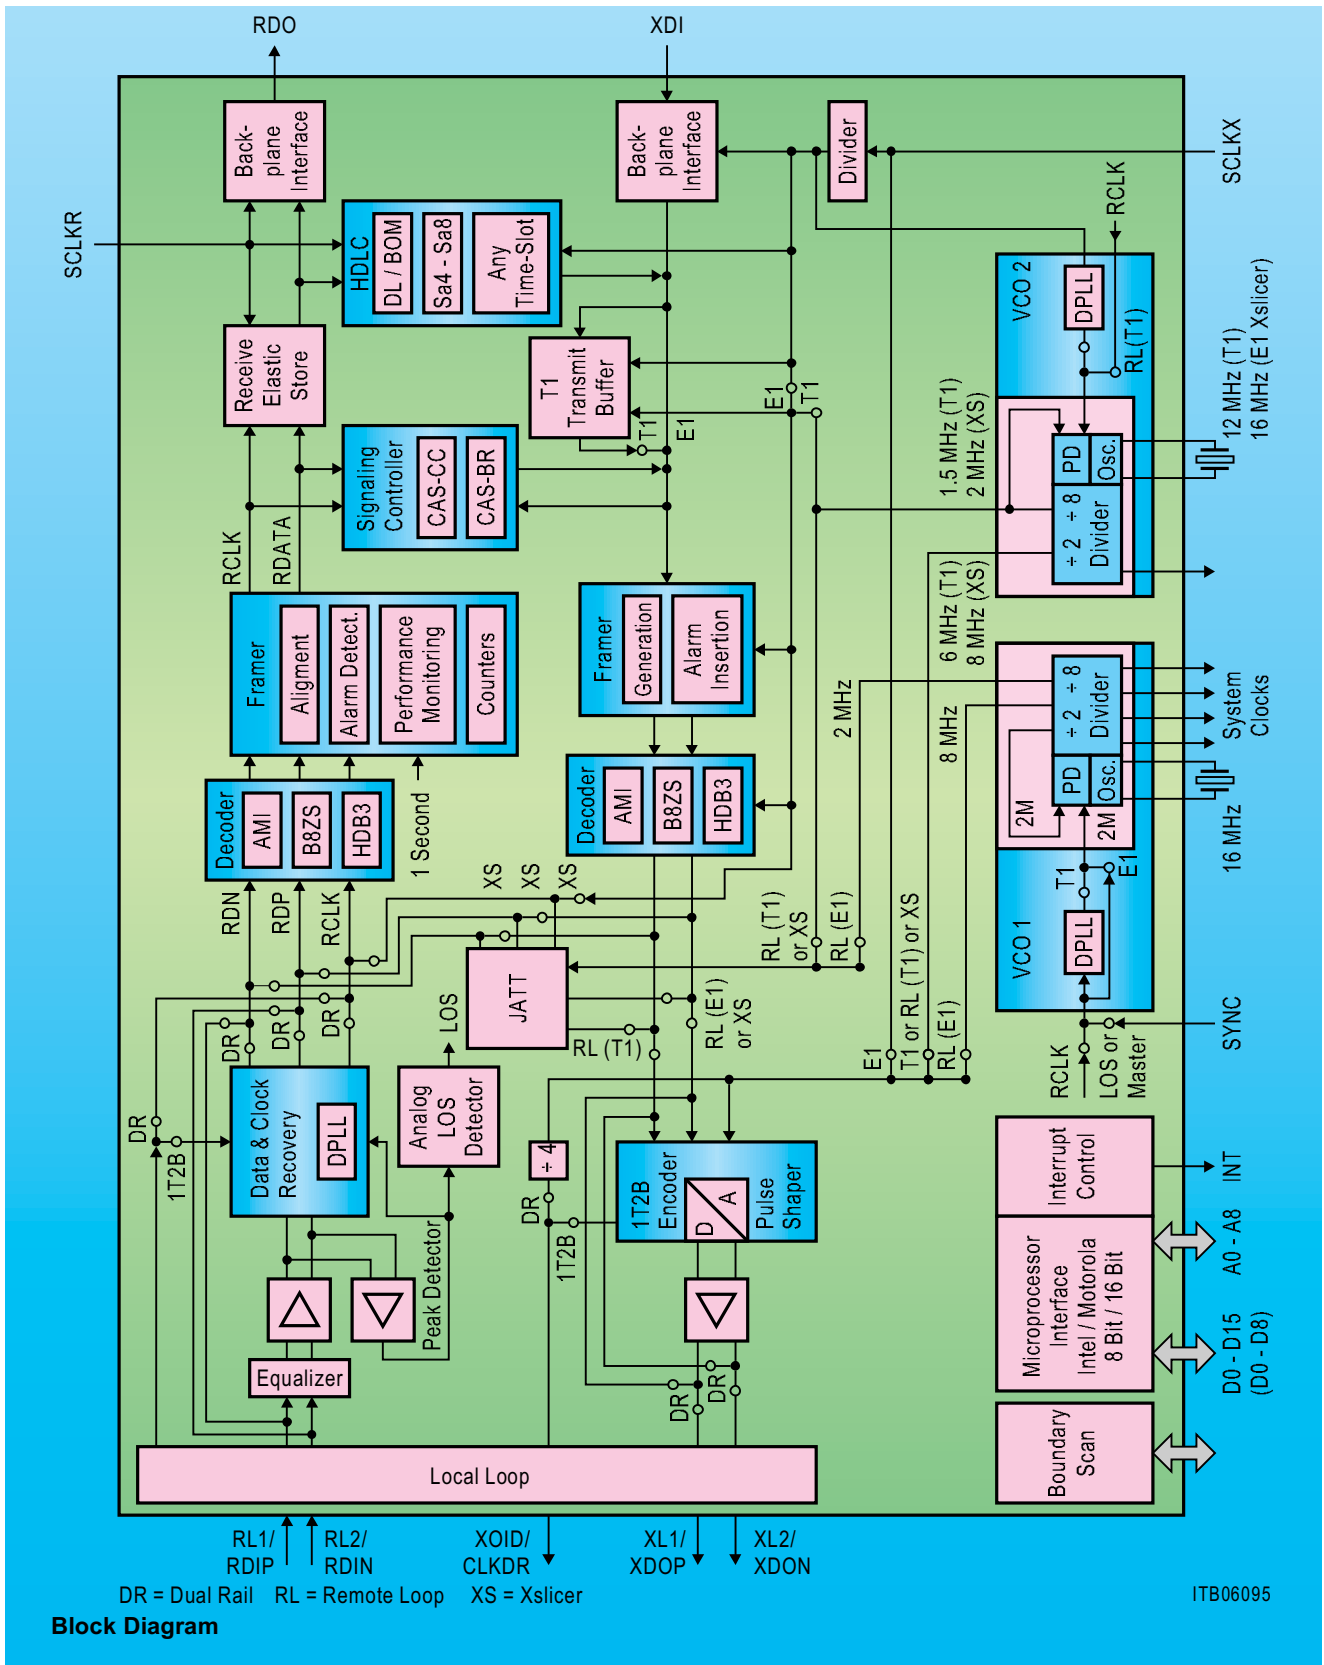 RDO
XDI
Back-
plane
Interface
Back-
plane
Interface
Divider
SCLKX
SCLKR
HDLC
DL / BOM
Sa4 - Sa8
Any
Time-Slot
RCLK
VCO 2
DPLL
RL(T1)
12 MHz (T1)
16 MHz (E1 Xslicer)
Receive
Elastic
Store
T1
Transmit
Buffer
E1
T1
T1
E1
1.5 MHz (T1)
2 MHz (XS)
PD
Osc.
÷ 2 ÷ 8
Divider
Signaling
Controller
CAS-CC
CAS-BR
RCLK
RDATA
6 MHz (T1)
8 MHz (XS)
Framer
Aligment
Alarm Detect.
Performance
Monitoring
Counters
Framer
Generation
Alarm
Insertion
2 MHz
8 MHz
÷ 2 ÷ 8
Divider
PD
Osc.
2M
2M
System
Clocks
16 MHz
Decoder
AMI
B8ZS
HDB3
1 Second
Decoder
AMI
B8ZS
HDB3
T1
E1
VCO 1
DPLL
RDN
RDP
RCLK
XS
XS
XS
RL (T1)
or XS
RL (E1)
T1 or RL (T1) or XS
RL (E1)
E1
DR
DR
DR
LOS
JATT
RL (T1)
RL (E1)
or XS
SYNC
RCLK
LOS or
Master
DR
1T2B
Data & Clock
Recovery
DPLL
Analog
LOS
Detector
÷ 4
DR
1T2B
1T2B
Encoder
D
A
Pulse
Shaper
Interrupt
Control
INT
Peak Detector
Microprocessor
Interface
Intel / Motorola
8 Bit / 16 Bit
A0 - A8
D0 - D15
(D0 - D8)
Equalizer
DR
DR
Boundary
Scan
Local Loop
RL1/
RDIP
RL2/
RDIN
XOID/
CLKDR
XL1/
XDOP
XL2/
XDON
DR = Dual Rail RL = Remote Loop XS = Xslicer
ITB06095
Block Diagram